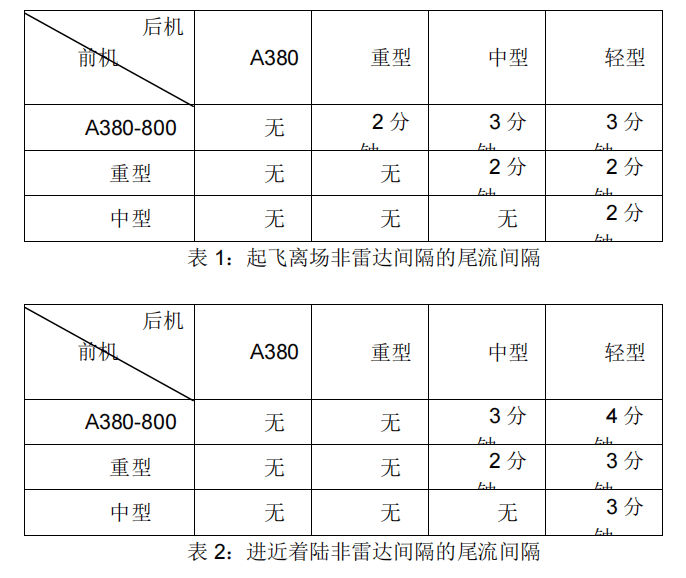 后机
前机 A380 重型 中型 轻型
A380-800 无 2分钟 3分钟 3分钟
重型 无 无 2分钟 2分钟
中型 无 无 无 2分钟
表 1：起飞离场非雷达间隔的尾流间隔
后机
前机 A380 重型 中型 轻型
A380-800 无 无 3分钟 4分钟
重型 无 无 2分钟 3分钟
中型 无 无 无 3分钟
表 2：进近着陆非雷达间隔的尾流间隔